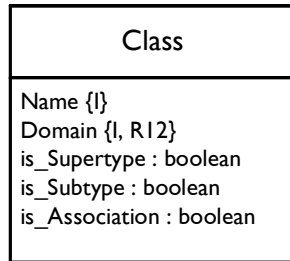 Class
Name {I}
Domain {I, R12}
is_Supertype : boolean
is_Subtype : boolean
is_Association : boolean